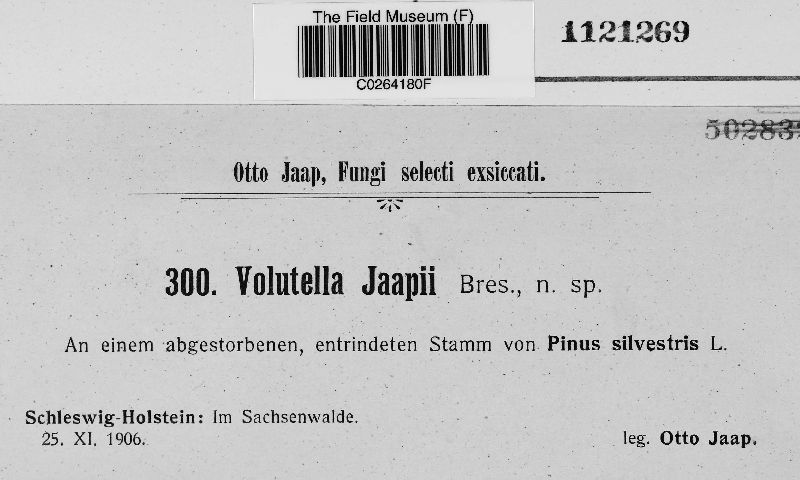 The Field Museum (F)
C0264180F
1121269
Otto Jaap, Fungi selecti exsiccati.
300. Volutella Jaapii Bres., n. sp.
An einem abgestorbenen, entrindeten Stamm von Pinus silvestris L.
Schleswig-Holstein: Im Sachsenwalde.
25. XI. 1906.
leg. Otto Jaap.